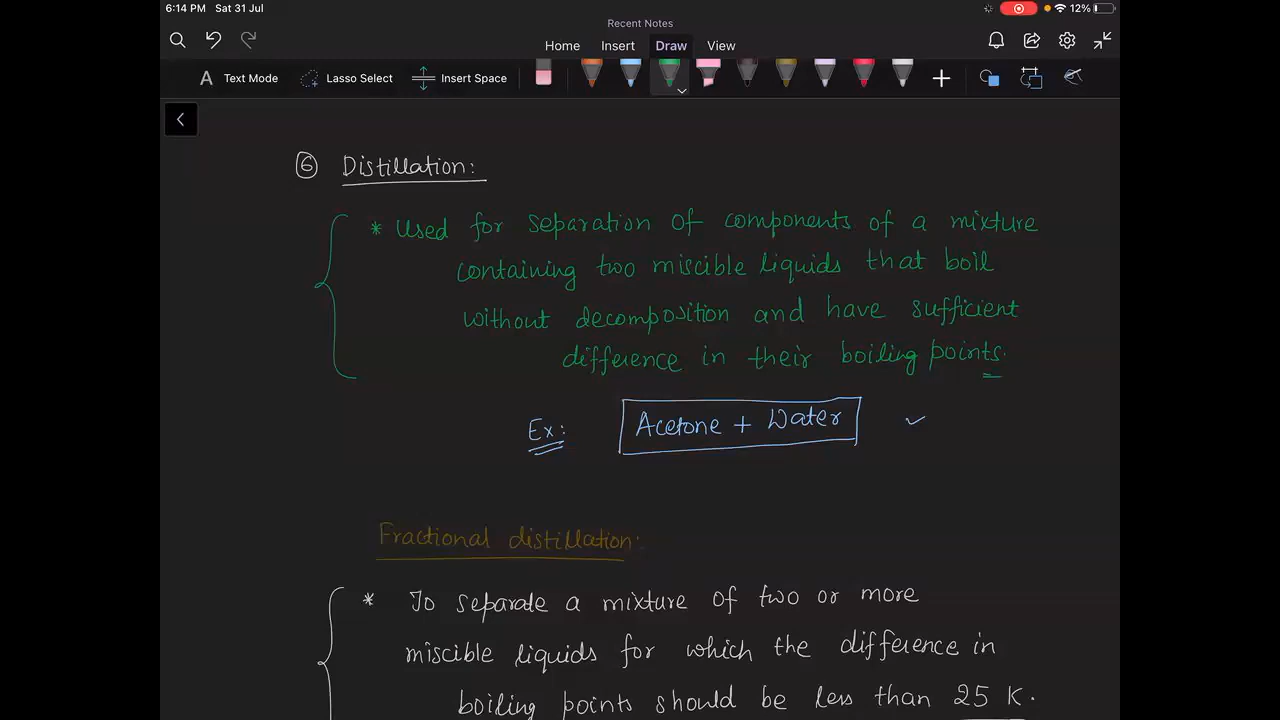 6:14 PM Sat 31 Jul
12%
Recent Notes
Home Insert Draw View
Text Mode Lasso Select Insert Space
⑥ Distillation:
* Used for separation of components of a mixture
containing two miscible liquids that boil
without decomposition and have sufficient
difference in their boiling points.
Ex: Acetone + Water
Fractional distillation:
* To separate a mixture of two or more
miscible liquids for which the difference in
boiling points should be less than 25 K.